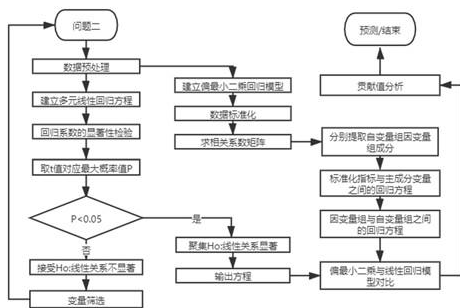 问题二
数据预处理
建立多元线性回归方程
回归系数的显著性检验
取t值对应最大概率值P
P<0.05
否
接受Ho:线性关系不显著
变量筛选
是
聚集Ho:线性关系显著
输出方程
建立偏最小二乘回归模型
数据标准化
求相关系数矩阵
分别提取自变量组因变量
组成分
标准化指标与主成分变量
之间的回归方程
因变量组与自变量组之间
的回归方程
偏最小二乘与线性回归模
型对比
贡献值分析
预测/结束